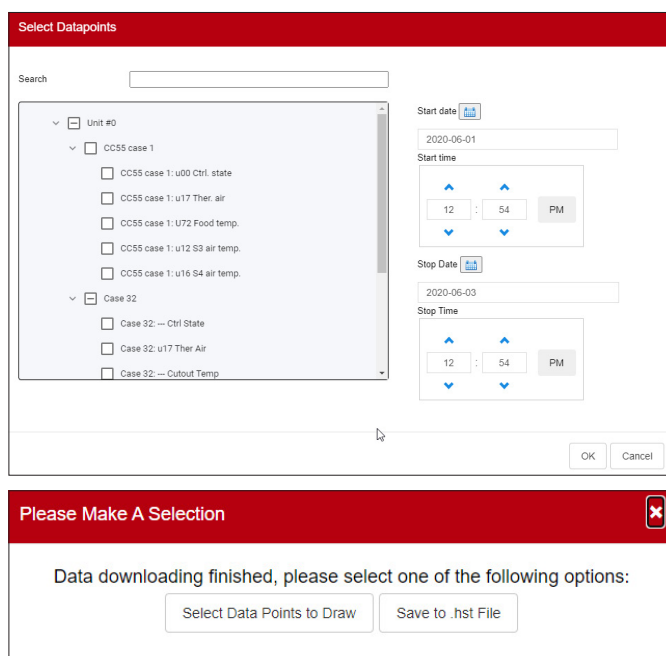 Select Datapoints
Search
Unit #0
CC55 case 1
CC55 case 1: u00 Ctrl. state
CC55 case 1: u17 Ther. air
CC55 case 1: U72 Food temp.
CC55 case 1: u12 S3 air temp.
CC55 case 1: u16 S4 air temp.
Case 32
Case 32: --- Ctrl State
Case 32: u17 Ther Air
Case 32: --- Cutout Temp
Start date
2020-06-01
Start time
12 : 54 PM
Stop Date
2020-06-03
Stop Time
12 : 54 PM
OK Cancel
Please Make A Selection
Data downloading finished, please select one of the following options:
Select Data Points to Draw Save to .hst File